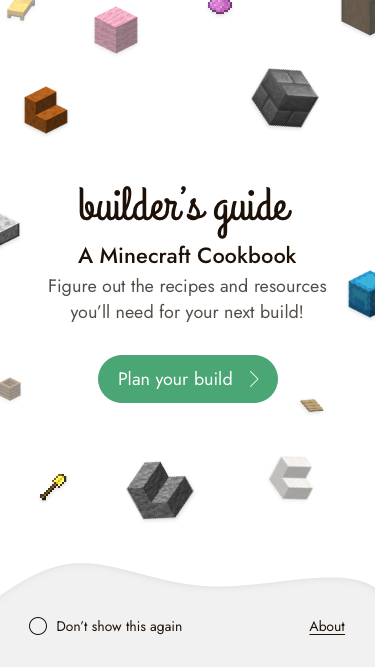 builder's guide
A Minecraft Cookbook
Figure out the recipes and resources
you'll need for your next build!
Plan your build
Don't show this again
About